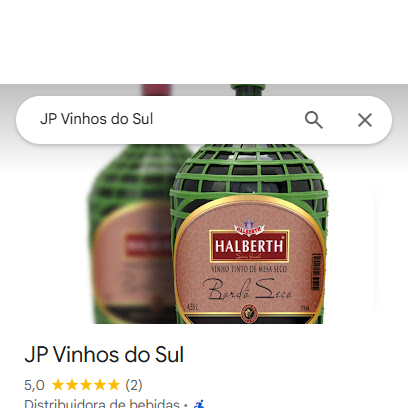 JP Vinhos do Sul
HALBERTH
VINHO TINTO DE MESA SECO
Bordô Seco
4,55 L
JP Vinhos do Sul
5,0 (2)
Distribuidora de bebidas ·